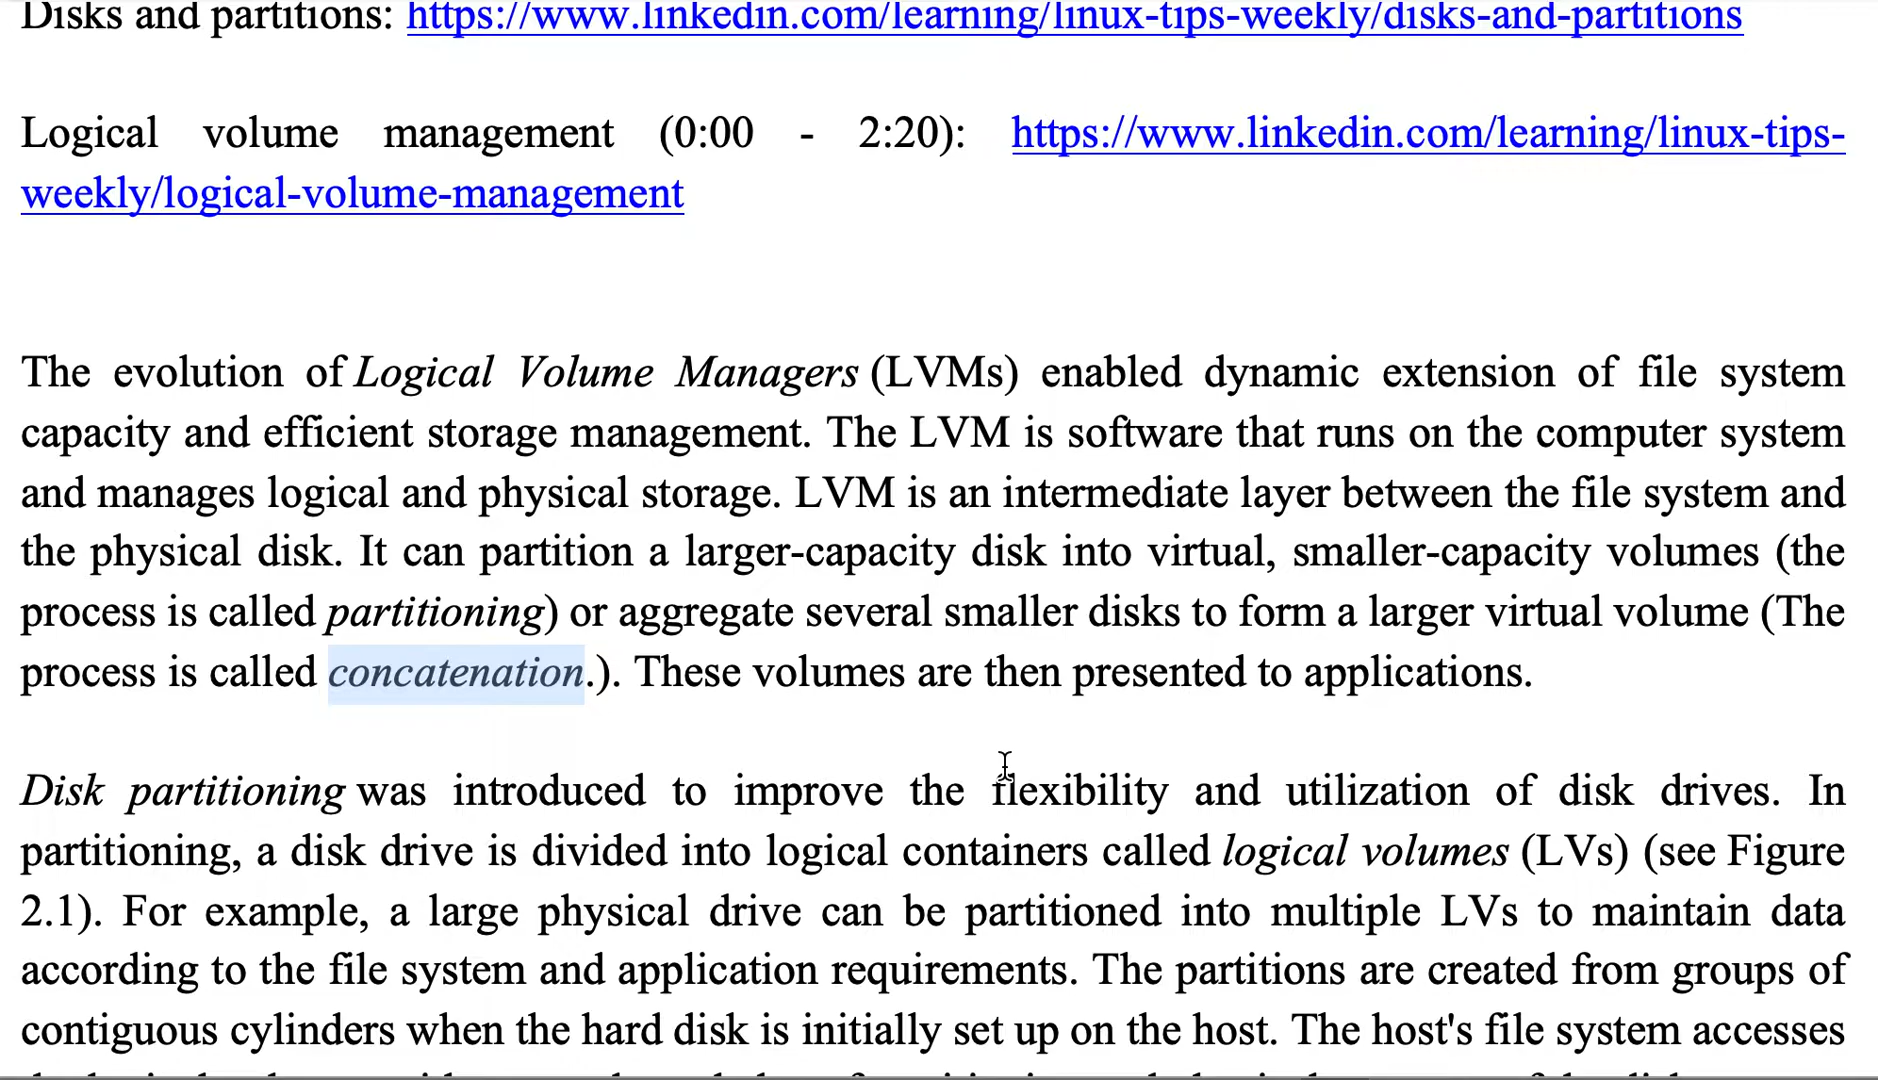 Disks and partitions: https://www.linkedin.com/learning/linux-tips-weekly/disks-and-partitions
Logical volume management (0:00 - 2:20): https://www.linkedin.com/learning/linux-tips-
weekly/logical-volume-management
The evolution of Logical Volume Managers (LVMs) enabled dynamic extension of file system
capacity and efficient storage management. The LVM is software that runs on the computer system
and manages logical and physical storage. LVM is an intermediate layer between the file system and
the physical disk. It can partition a larger-capacity disk into virtual, smaller-capacity volumes (the
process is called partitioning) or aggregate several smaller disks to form a larger virtual volume (The
process is called concatenation.). These volumes are then presented to applications.
Disk partitioning was introduced to improve the flexibility and utilization of disk drives. In
partitioning, a disk drive is divided into logical containers called logical volumes (LVs) (see Figure
2.1). For example, a large physical drive can be partitioned into multiple LVs to maintain data
according to the file system and application requirements. The partitions are created from groups of
contiguous cylinders when the hard disk is initially set up on the host. The host's file system accesses